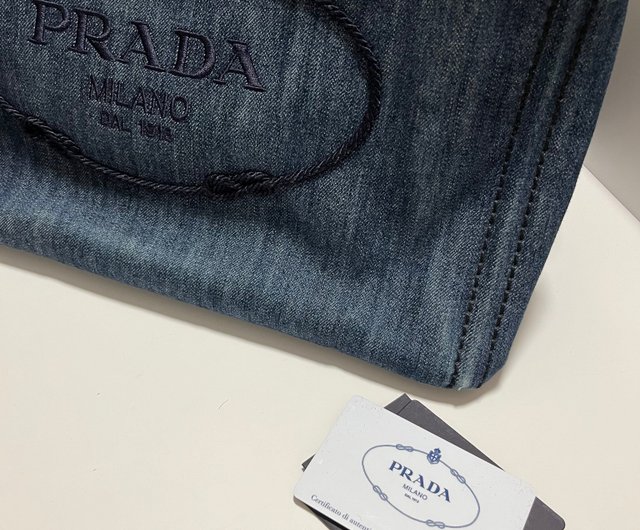 PRADA
MILANO
DAL 1913
PRADA
MILANO
DAL 1913
Certificato di autent